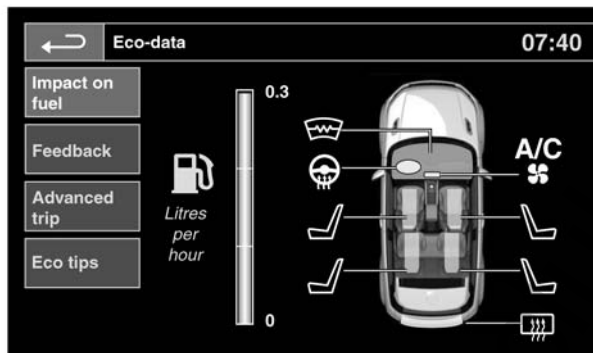 Eco-data
07:40
Impact on
fuel
Feedback
Advanced
trip
Eco tips
0.3
Litres
per
hour
0
A/C